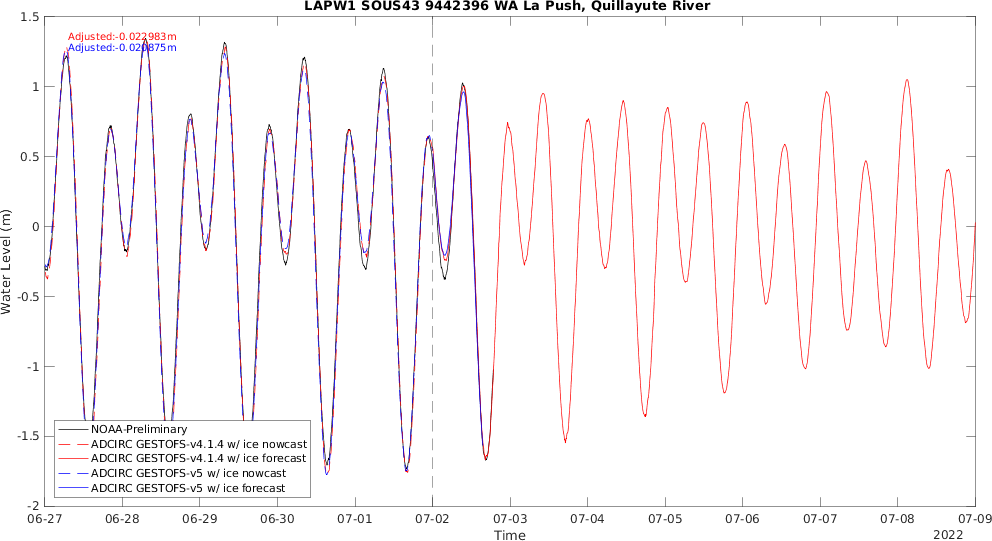 LAPW1 SOUS43 9442396 WA La Push, Quillayute River
Adjusted:-0.022983m
Adjusted:-0.020875m
1.5
1
0.5
0
-0.5
-1
-1.5
-2
Water Level (m)
NOAA-Preliminary
ADCIRC GESTOFS-v4.1.4 w/ ice nowcast
ADCIRC GESTOFS-v4.1.4 w/ ice forecast
ADCIRC GESTOFS-v5 w/ ice nowcast
ADCIRC GESTOFS-v5 w/ ice forecast
06-27 06-28 06-29 06-30 07-01 07-02 07-03 07-04 07-05 07-06 07-07 07-08 07-09
Time
2022